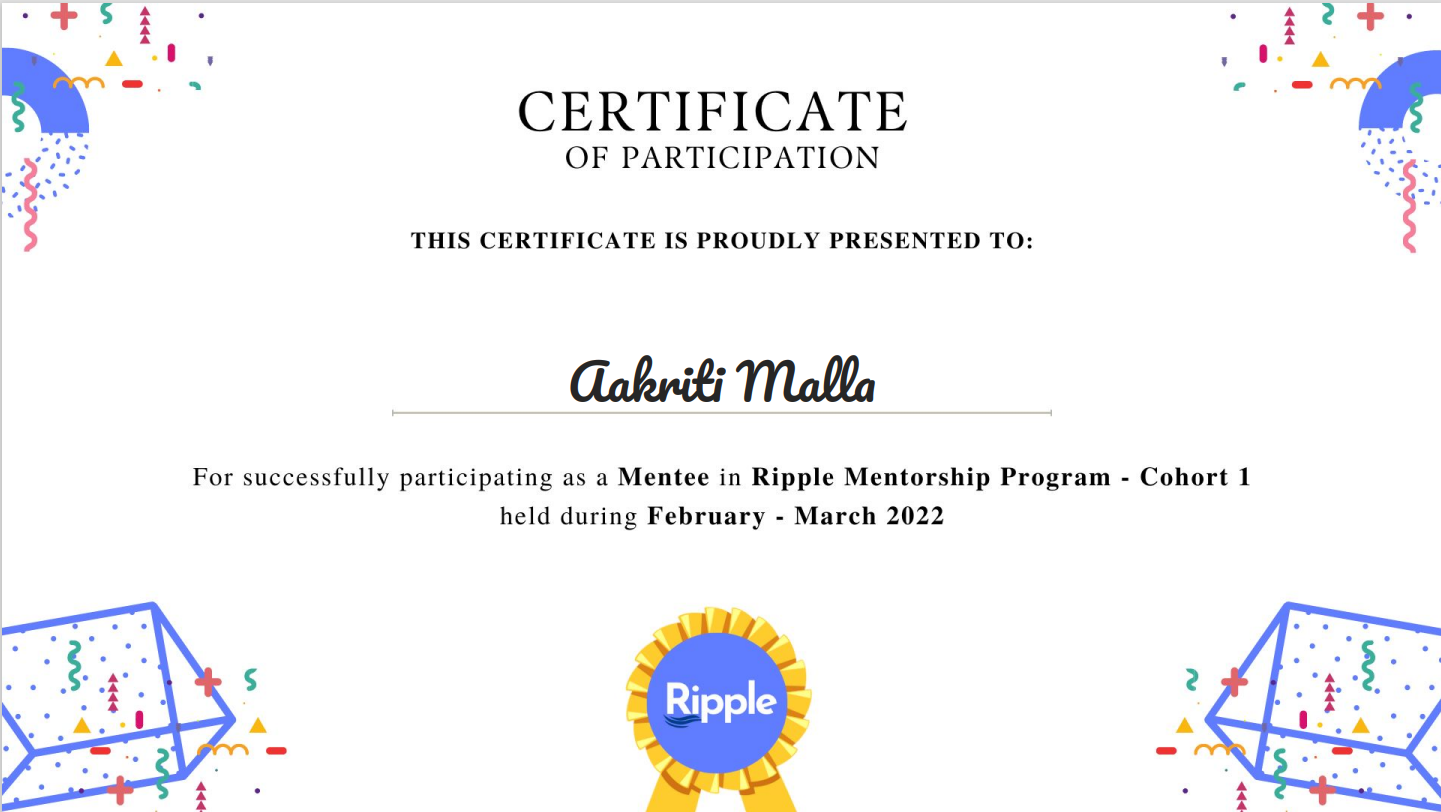 CERTIFICATE
OF PARTICIPATION
THIS CERTIFICATE IS PROUDLY PRESENTED TO:
Aakriti Malla
For successfully participating as a Mentee in Ripple Mentorship Program - Cohort 1
held during February - March 2022
Ripple